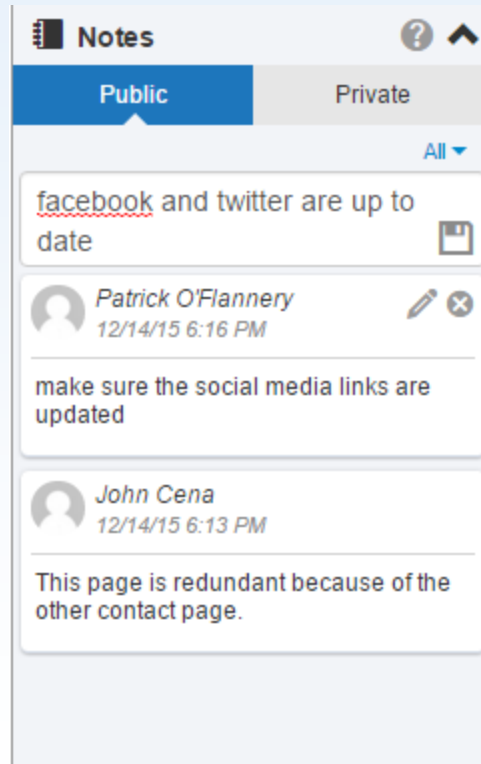 Notes
Public Private
All
facebook and twitter are up to
date
Patrick O'Flannery
12/14/15 6:16 PM
make sure the social media links are
updated
John Cena
12/14/15 6:13 PM
This page is redundant because of the
other contact page.